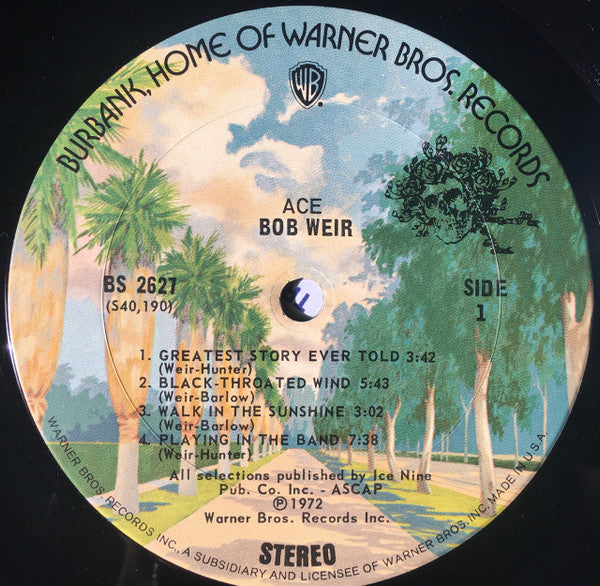 BURBANK, HOME OF WARNER BROS. RECORDS
WB
ACE
BOB WEIR
BS 2627
(S40,190)
SIDE
1
1. GREATEST STORY EVER TOLD 3:42
(Weir-Hunter)
2. BLACK-THROATED WIND 5:43
(Weir-Barlow)
3. WALK IN THE SUNSHINE 3:02
(Weir-Barlow)
4. PLAYING IN THE BAND 7:38
(Weir-Hunter)
All selections published by Ice Nine
Pub. Co. Inc. - ASCAP
Ⓟ1972
Warner Bros. Records Inc.
STEREO
WARNER BROS. RECORDS INC., A SUBSIDIARY AND LICENSEE OF WARNER BROS. INC. MADE IN U.S.A.